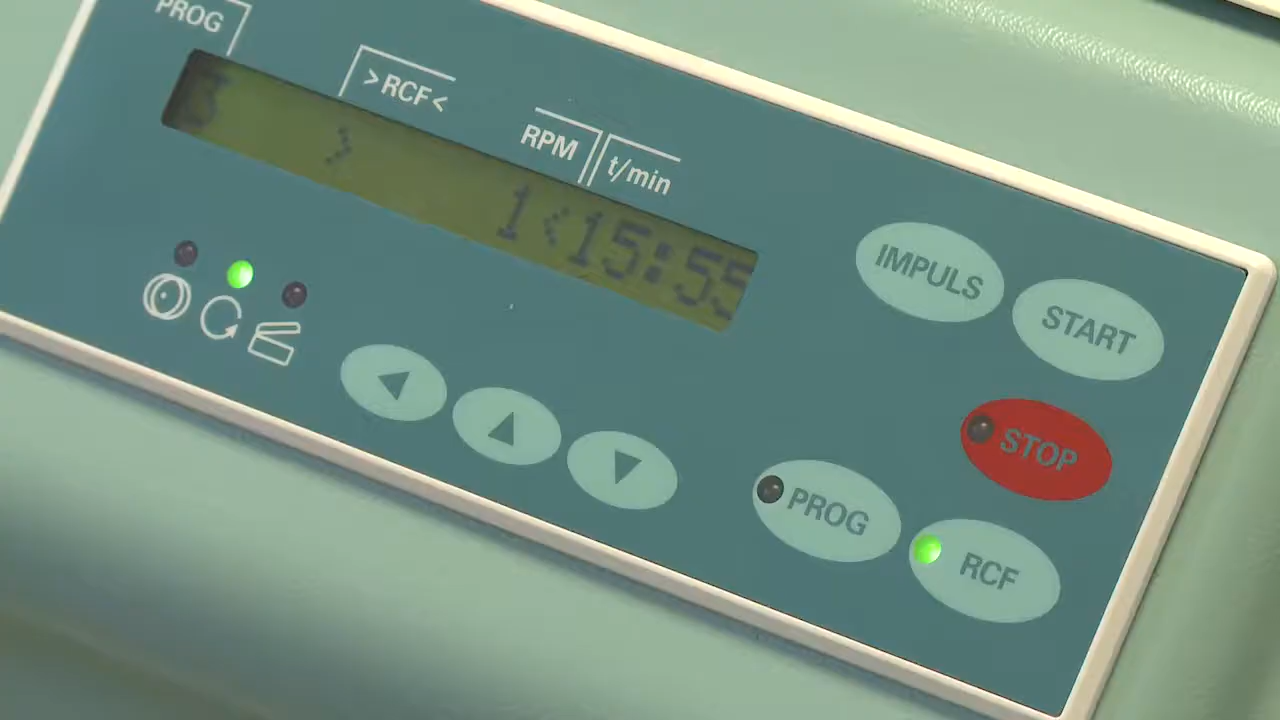 PROG
>RCF<
RPM
t/min
> 1<15:55
IMPULS
START
STOP
PROG
RCF